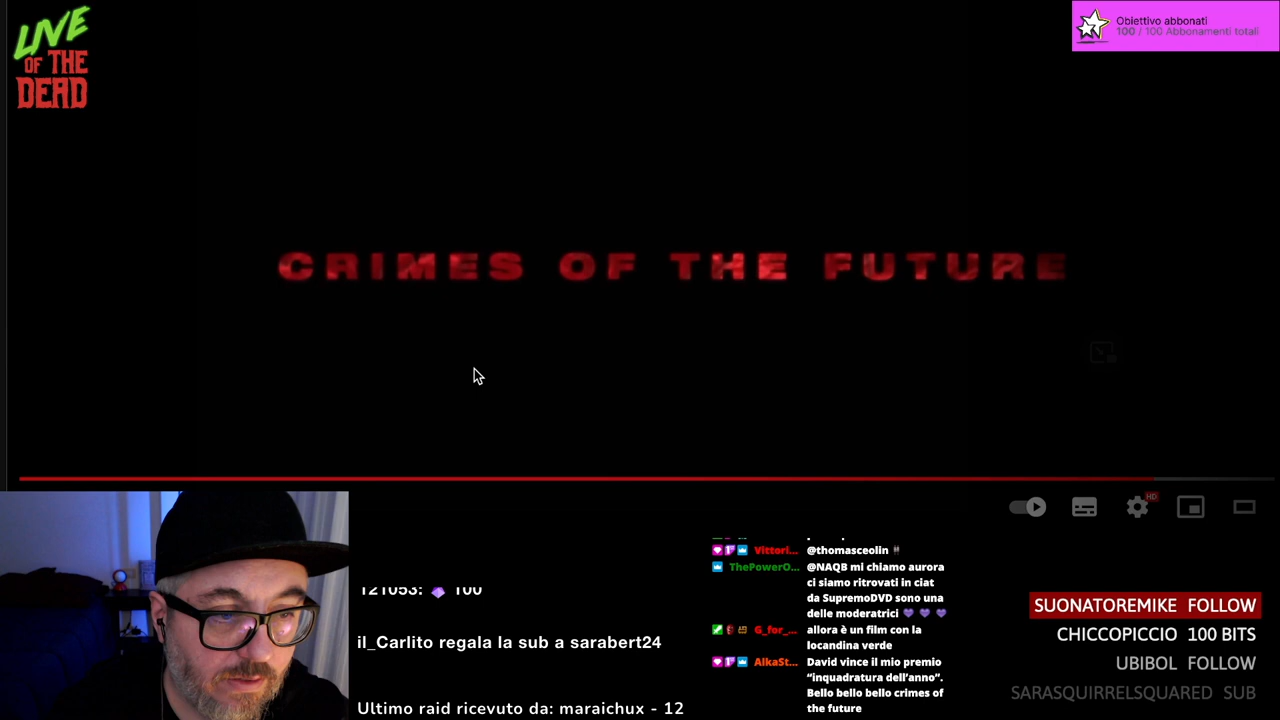 LIVE
OF THE
DEAD
Obiettivo abbonati
100 / 100 Abbonamenti totali
CRIMES OF THE FUTURE
HD
121053: 100
il_Carlito regala la sub a sarabert24
Ultimo raid ricevuto da: maraichux - 12
Vittori... @thomasceolin
ThePowerO... @NAQB mi chiamo aurora
ci siamo ritrovati in ciat
da SupremoDVD sono una
delle moderatrici 💜 💜 💜
G_for_... allora è un film con la
locandina verde
AlkaSt... David vince il mio premio
“inquadratura dell’anno”.
Bello bello bello crimes of
the future
SUONATOREMIKE FOLLOW
CHICCOPICCIO 100 BITS
UBIBOL FOLLOW
SARASQUIRRELSQUARED SUB